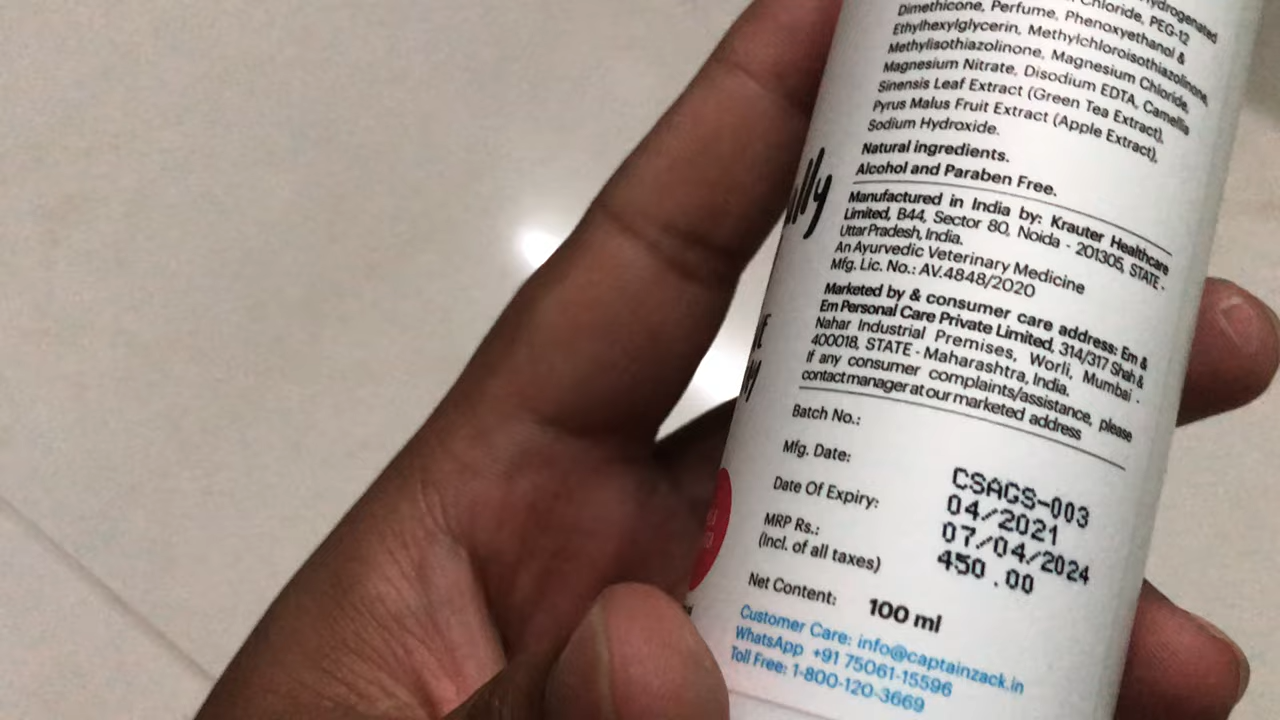 Hydrogenated
Chloride, PEG-12
Dimethicone, Perfume, Phenoxyethanol &
Ethylhexylglycerin, Methylchloroisothiazolinone,
Methylisothiazolinone, Magnesium Chloride,
Magnesium Nitrate, Disodium EDTA, Camellia
Sinensis Leaf Extract (Green Tea Extract),
Pyrus Malus Fruit Extract (Apple Extract),
Sodium Hydroxide.
Natural ingredients.
Alcohol and Paraben Free.
Manufactured in India by: Krauter Healthcare
Limited, B44, Sector 80, Noida - 201305, STATE -
Uttar Pradesh, India.
An Ayurvedic Veterinary Medicine
Mfg. Lic. No.: AV.4848/2020
Marketed by & consumer care address: Em &
Em Personal Care Private Limited, 314/317 Shah &
Nahar Industrial Premises, Worli, Mumbai -
400018, STATE - Maharashtra, India.
If any consumer complaints/assistance, please
contact manager at our marketed address
Batch No.: CSAGS-003
Mfg. Date: 04/2021
Date Of Expiry: 07/04/2024
MRP Rs.: 450.00
(Incl. of all taxes)
Net Content: 100 ml
Customer Care: info@captainzack.in
WhatsApp +91 75061-15596
Toll Free: 1-800-120-3669